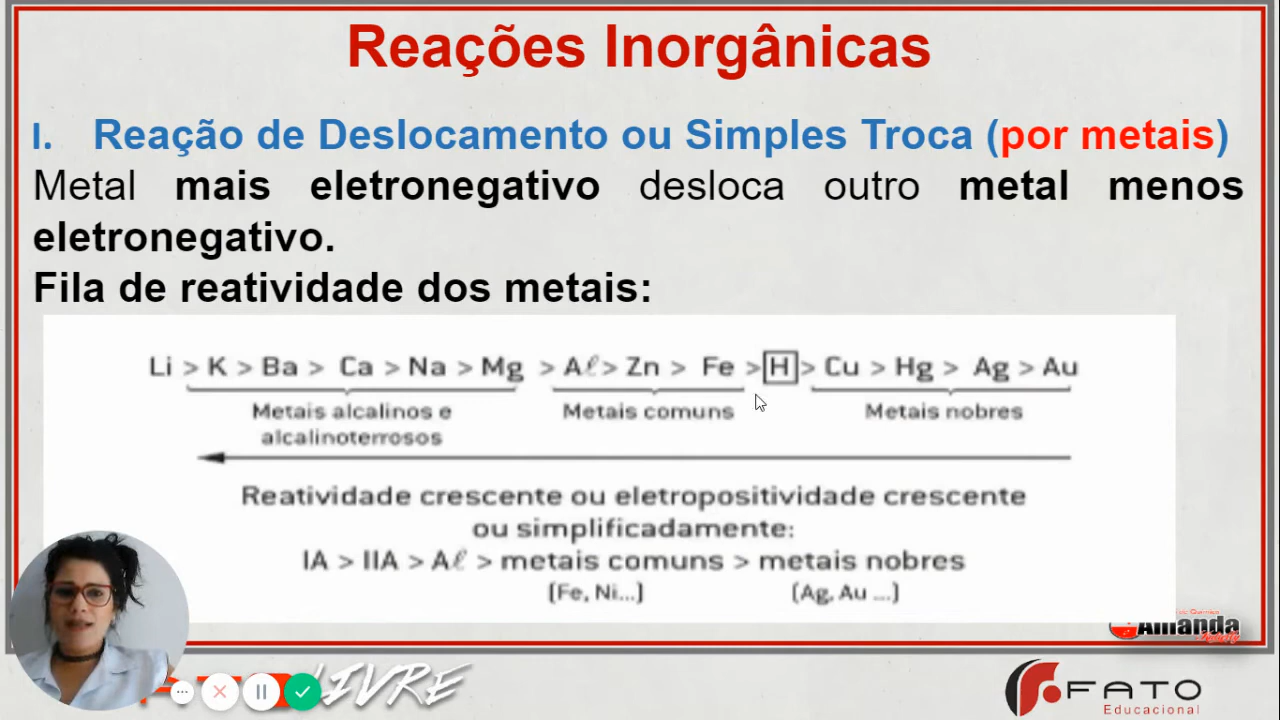 Reações Inorgânicas
I. Reação de Deslocamento ou Simples Troca (por metais)
Metal mais eletronegativo desloca outro metal menos
eletronegativo.
Fila de reatividade dos metais:
Li > K > Ba > Ca > Na > Mg > Aℓ > Zn > Fe > H > Cu > Hg > Ag > Au
Metais alcalinos e Metais comuns Metais nobres
alcalinoterrosos
Reatividade crescente ou eletropositividade crescente
ou simplificadamente:
IA > IIA > Aℓ > metais comuns > metais nobres
(Fe, Ni...) (Ag, Au ...)
Amanda
LIVRE
FATO
Educacional